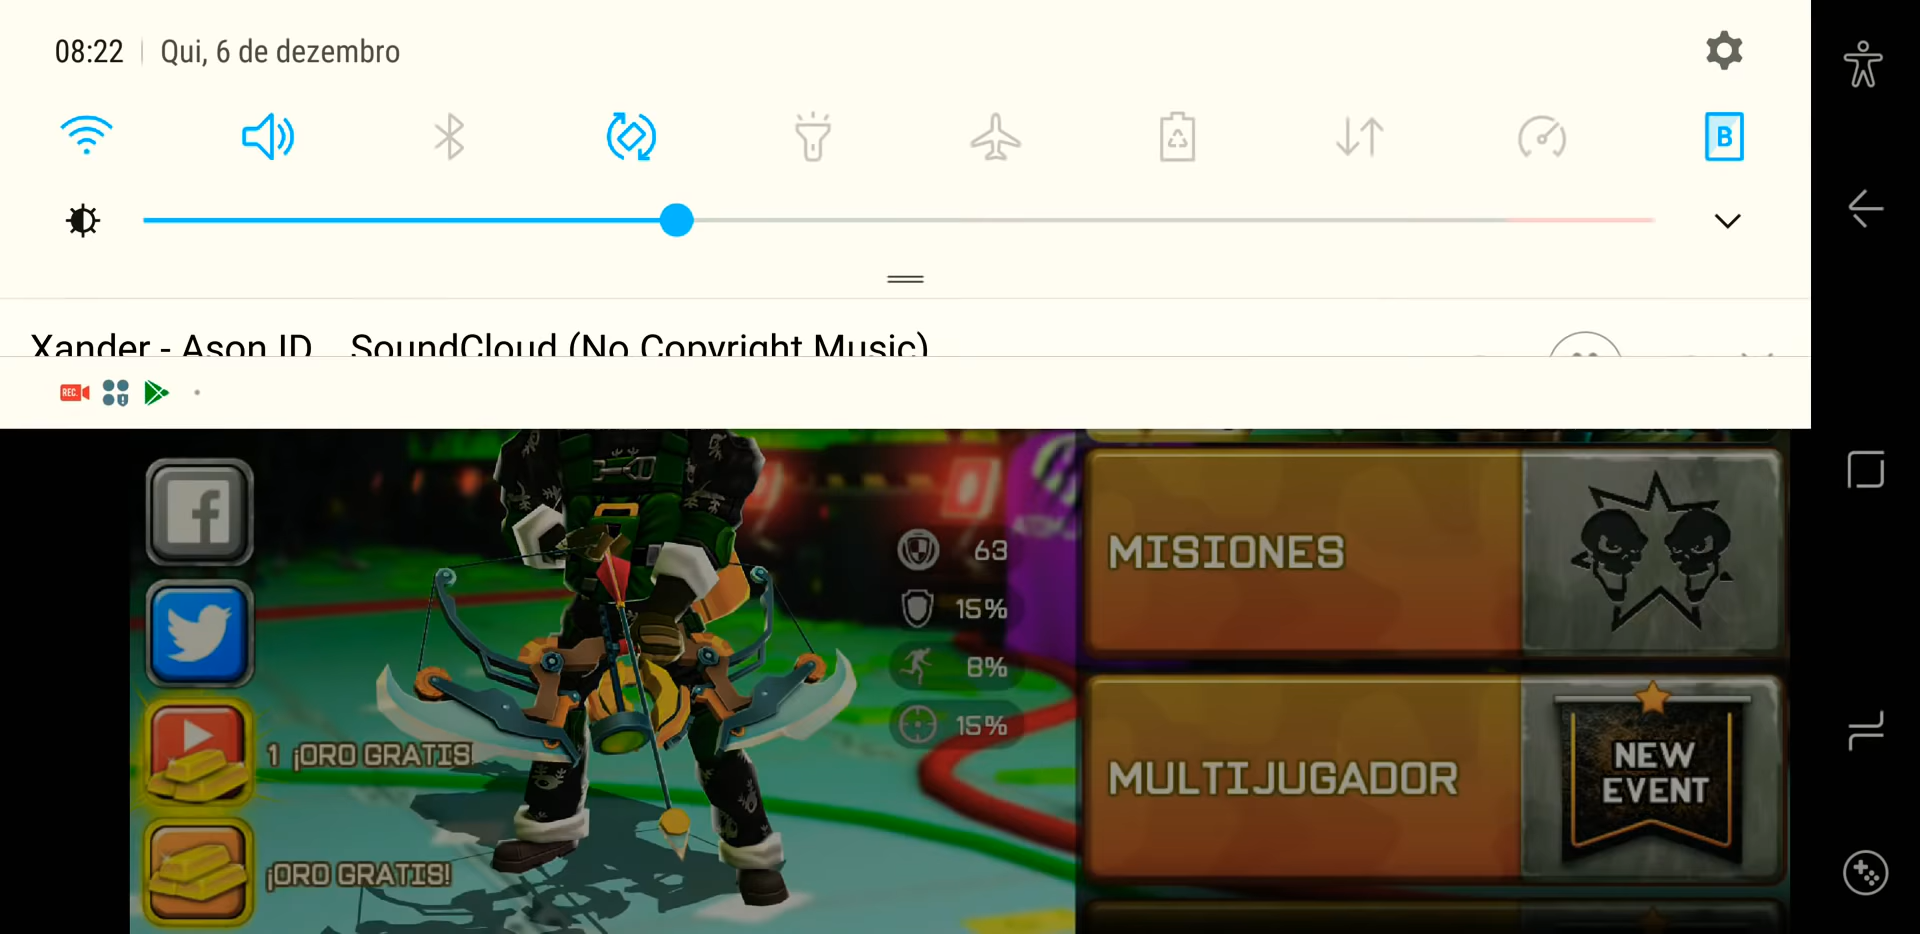 08:22 | Qui, 6 de dezembro
B
Xander - Ason ID SoundCloud (No Copyright Music)
REC.
63
15%
8%
15%
1 ¡ORO GRATIS
¡ORO GRATIS!
MISIONES
MULTIJUGADOR
NEW
EVENT